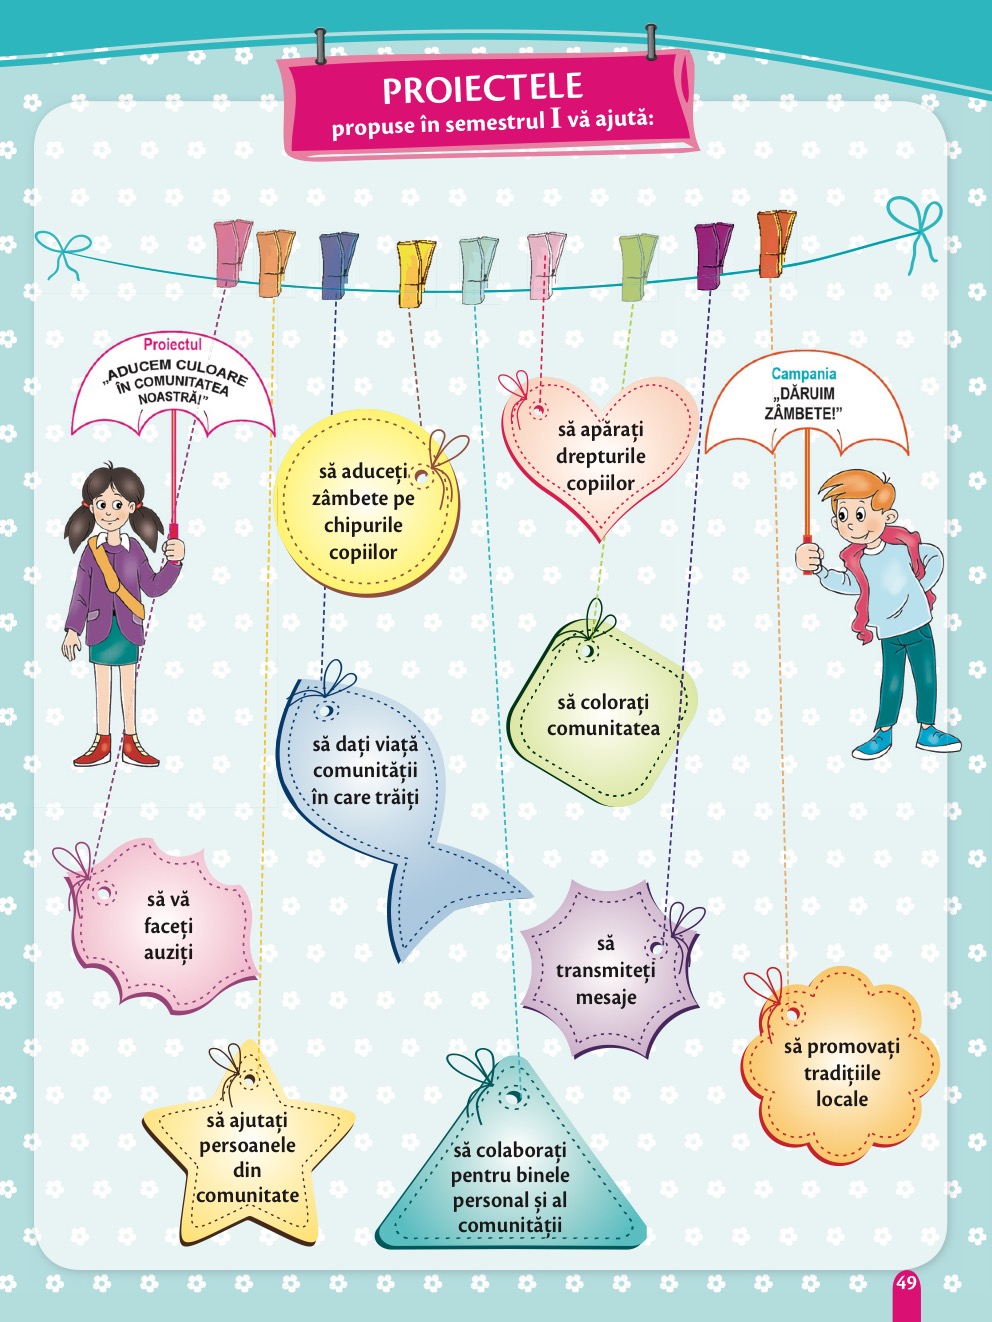 PROIECTELE
propuse în semestrul I vă ajută:
Proiectul
„ADUCEM CULOARE
ÎN COMUNITATEA
NOASTRĂ!”
Campania
„DĂRUIM
ZÂMBETE!”
să aduceți
zâmbete pe
chipurile
copiilor
să apărați
drepturile
copiilor
să dați viață
comunității
în care trăiți
să colorați
comunitatea
să vă
faceți
auziți
să
transmiteți
mesaje
să promovați
tradițiile
locale
să ajutați
persoanele
din
comunitate
să colaborați
pentru binele
personal și al
comunității
49